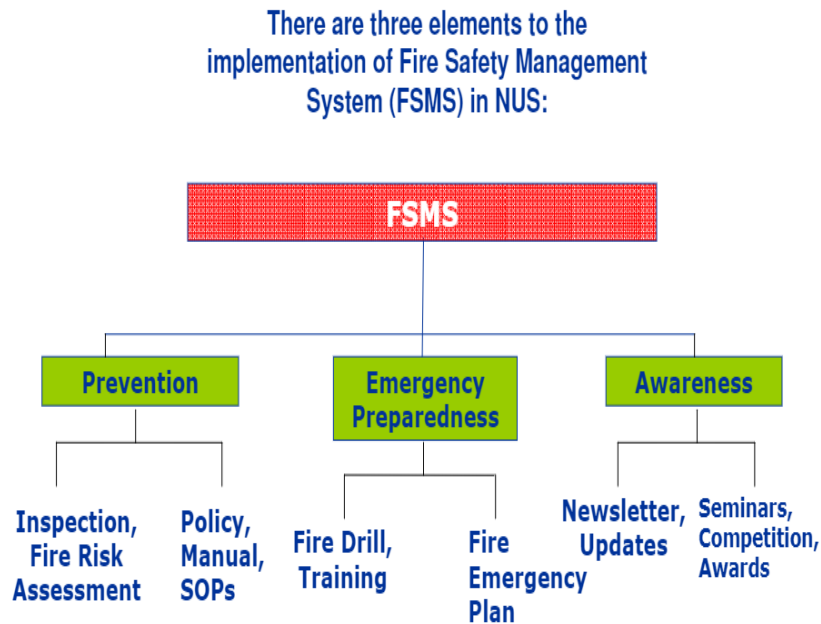 There are three elements to the
implementation of Fire Safety Management
System (FSMS) in NUS:
FSMS
Prevention
Emergency
Preparedness
Awareness
Inspection,
Fire Risk
Assessment
Policy,
Manual,
SOPs
Fire Drill,
Training
Fire
Emergency
Plan
Newsletter,
Updates
Seminars,
Competition,
Awards